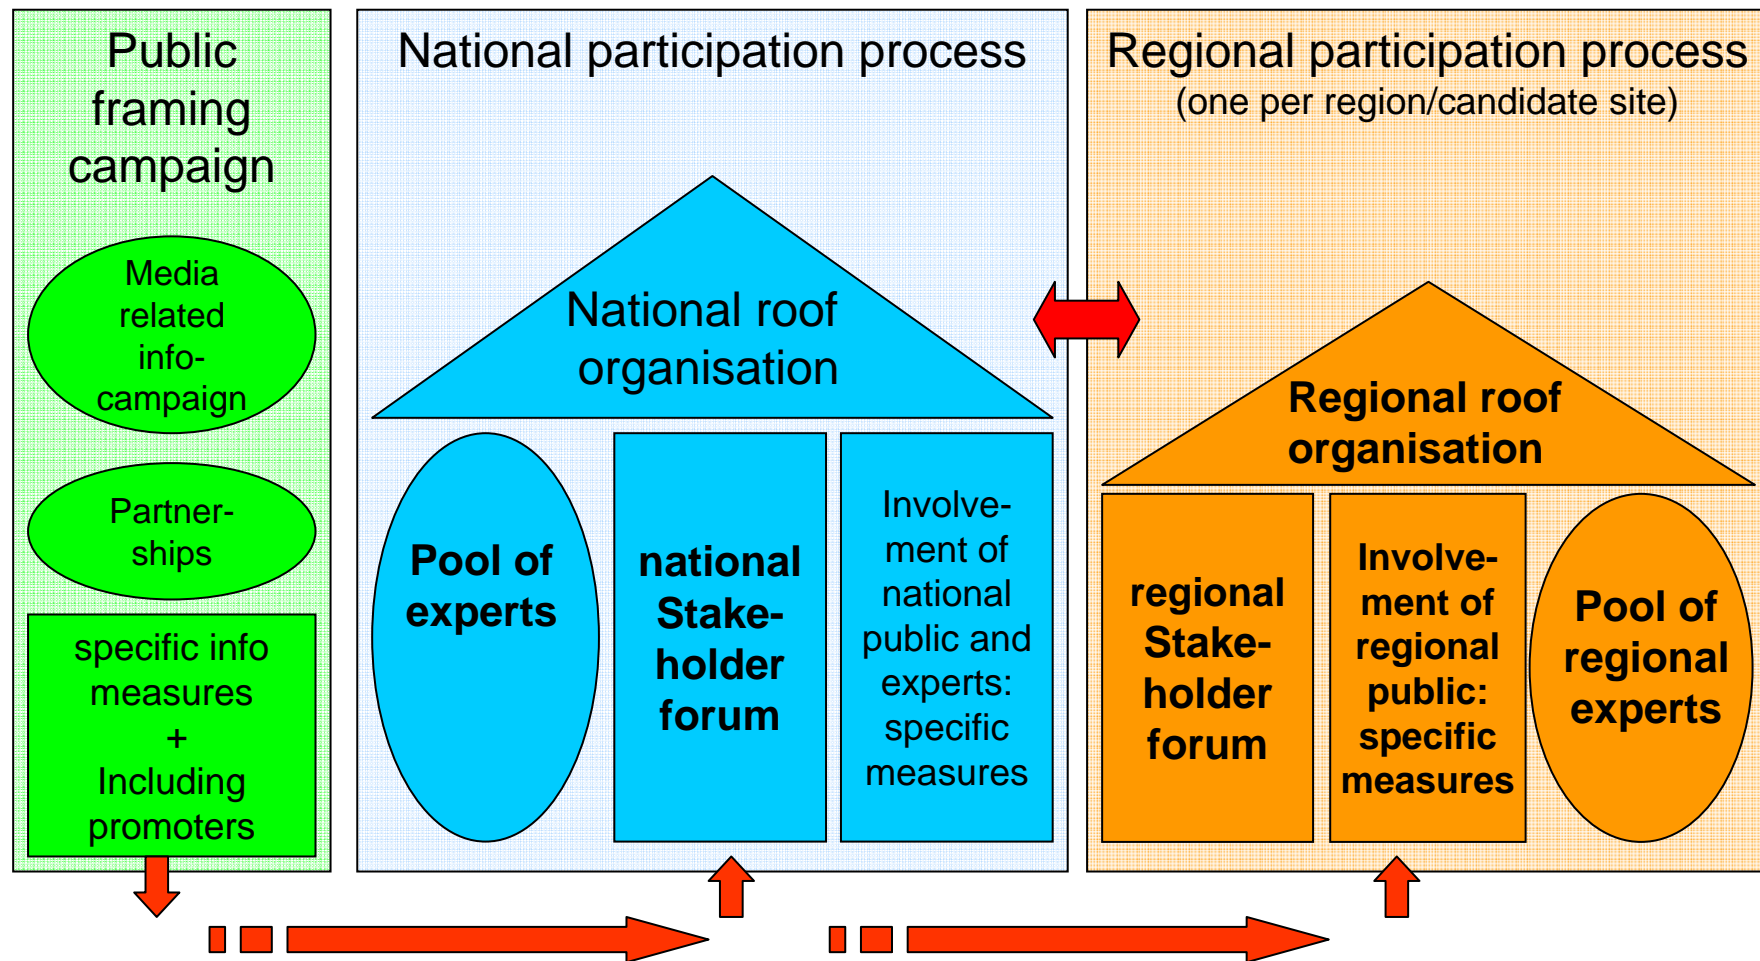 Public
framing
campaign
Media
related
info-
campaign
Partner-
ships
specific info
measures
+
Including
promoters
National participation process
National roof
organisation
Pool of
experts
national
Stake-
holder
forum
Involve-
ment of
national
public and
experts:
specific
measures
Regional participation process
(one per region/candidate site)
Regional roof
organisation
regional
Stake-
holder
forum
Involve-
ment of
regional
public:
specific
measures
Pool of
regional
experts